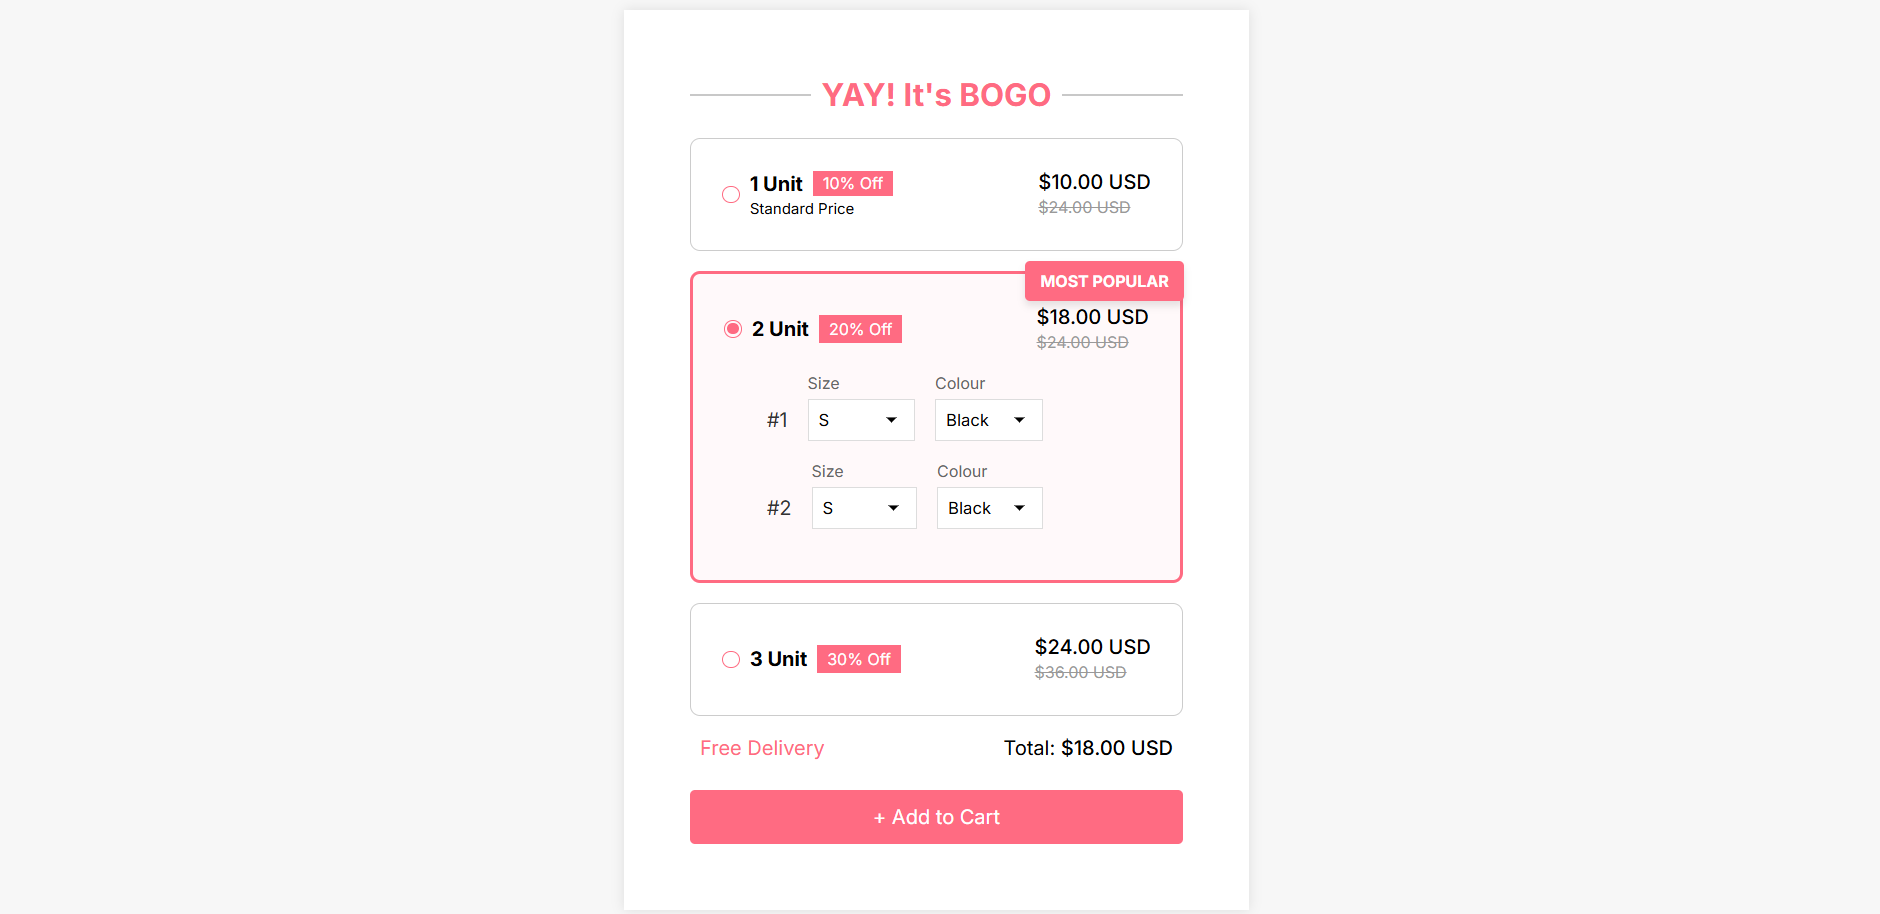 YAY! It's BOGO
1 Unit 10% Off
Standard Price
$10.00 USD
$24.00 USD
MOST POPULAR
2 Unit 20% Off
$18.00 USD
$24.00 USD
Size Colour
#1 S Black
Size Colour
#2 S Black
3 Unit 30% Off
$24.00 USD
$36.00 USD
Free Delivery Total: $18.00 USD
+ Add to Cart